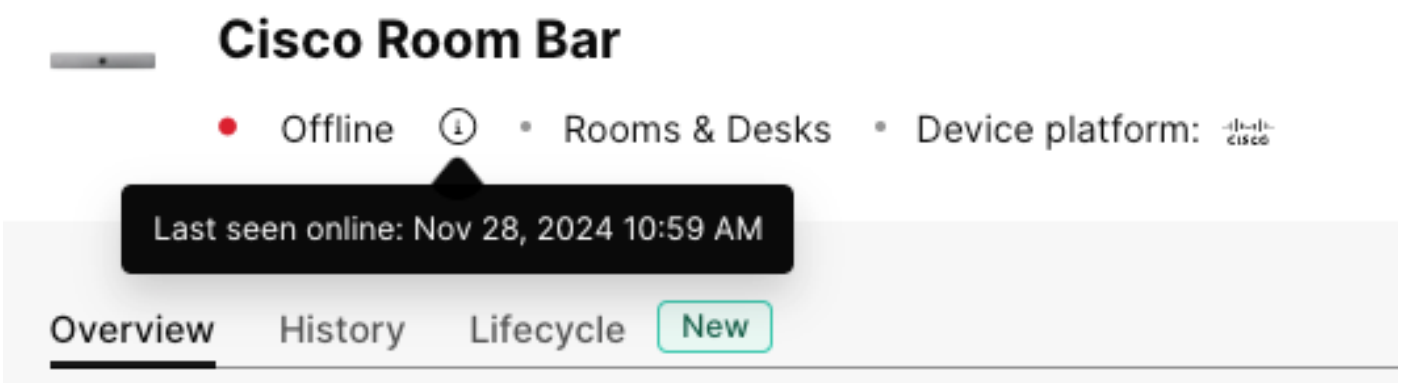 Cisco Room Bar
Offline • Rooms & Desks • Device platform: CISCO
Last seen online: Nov 28, 2024 10:59 AM
Overview History Lifecycle New